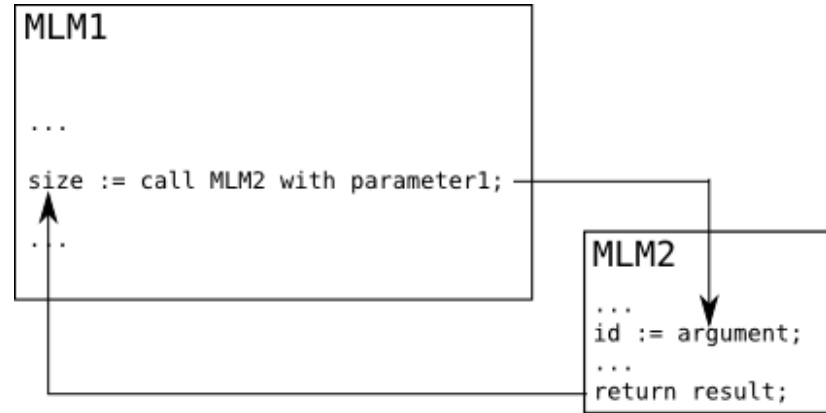 MLM1
...
size := call MLM2 with parameter1;
...
MLM2
...
id := argument;
...
return result;